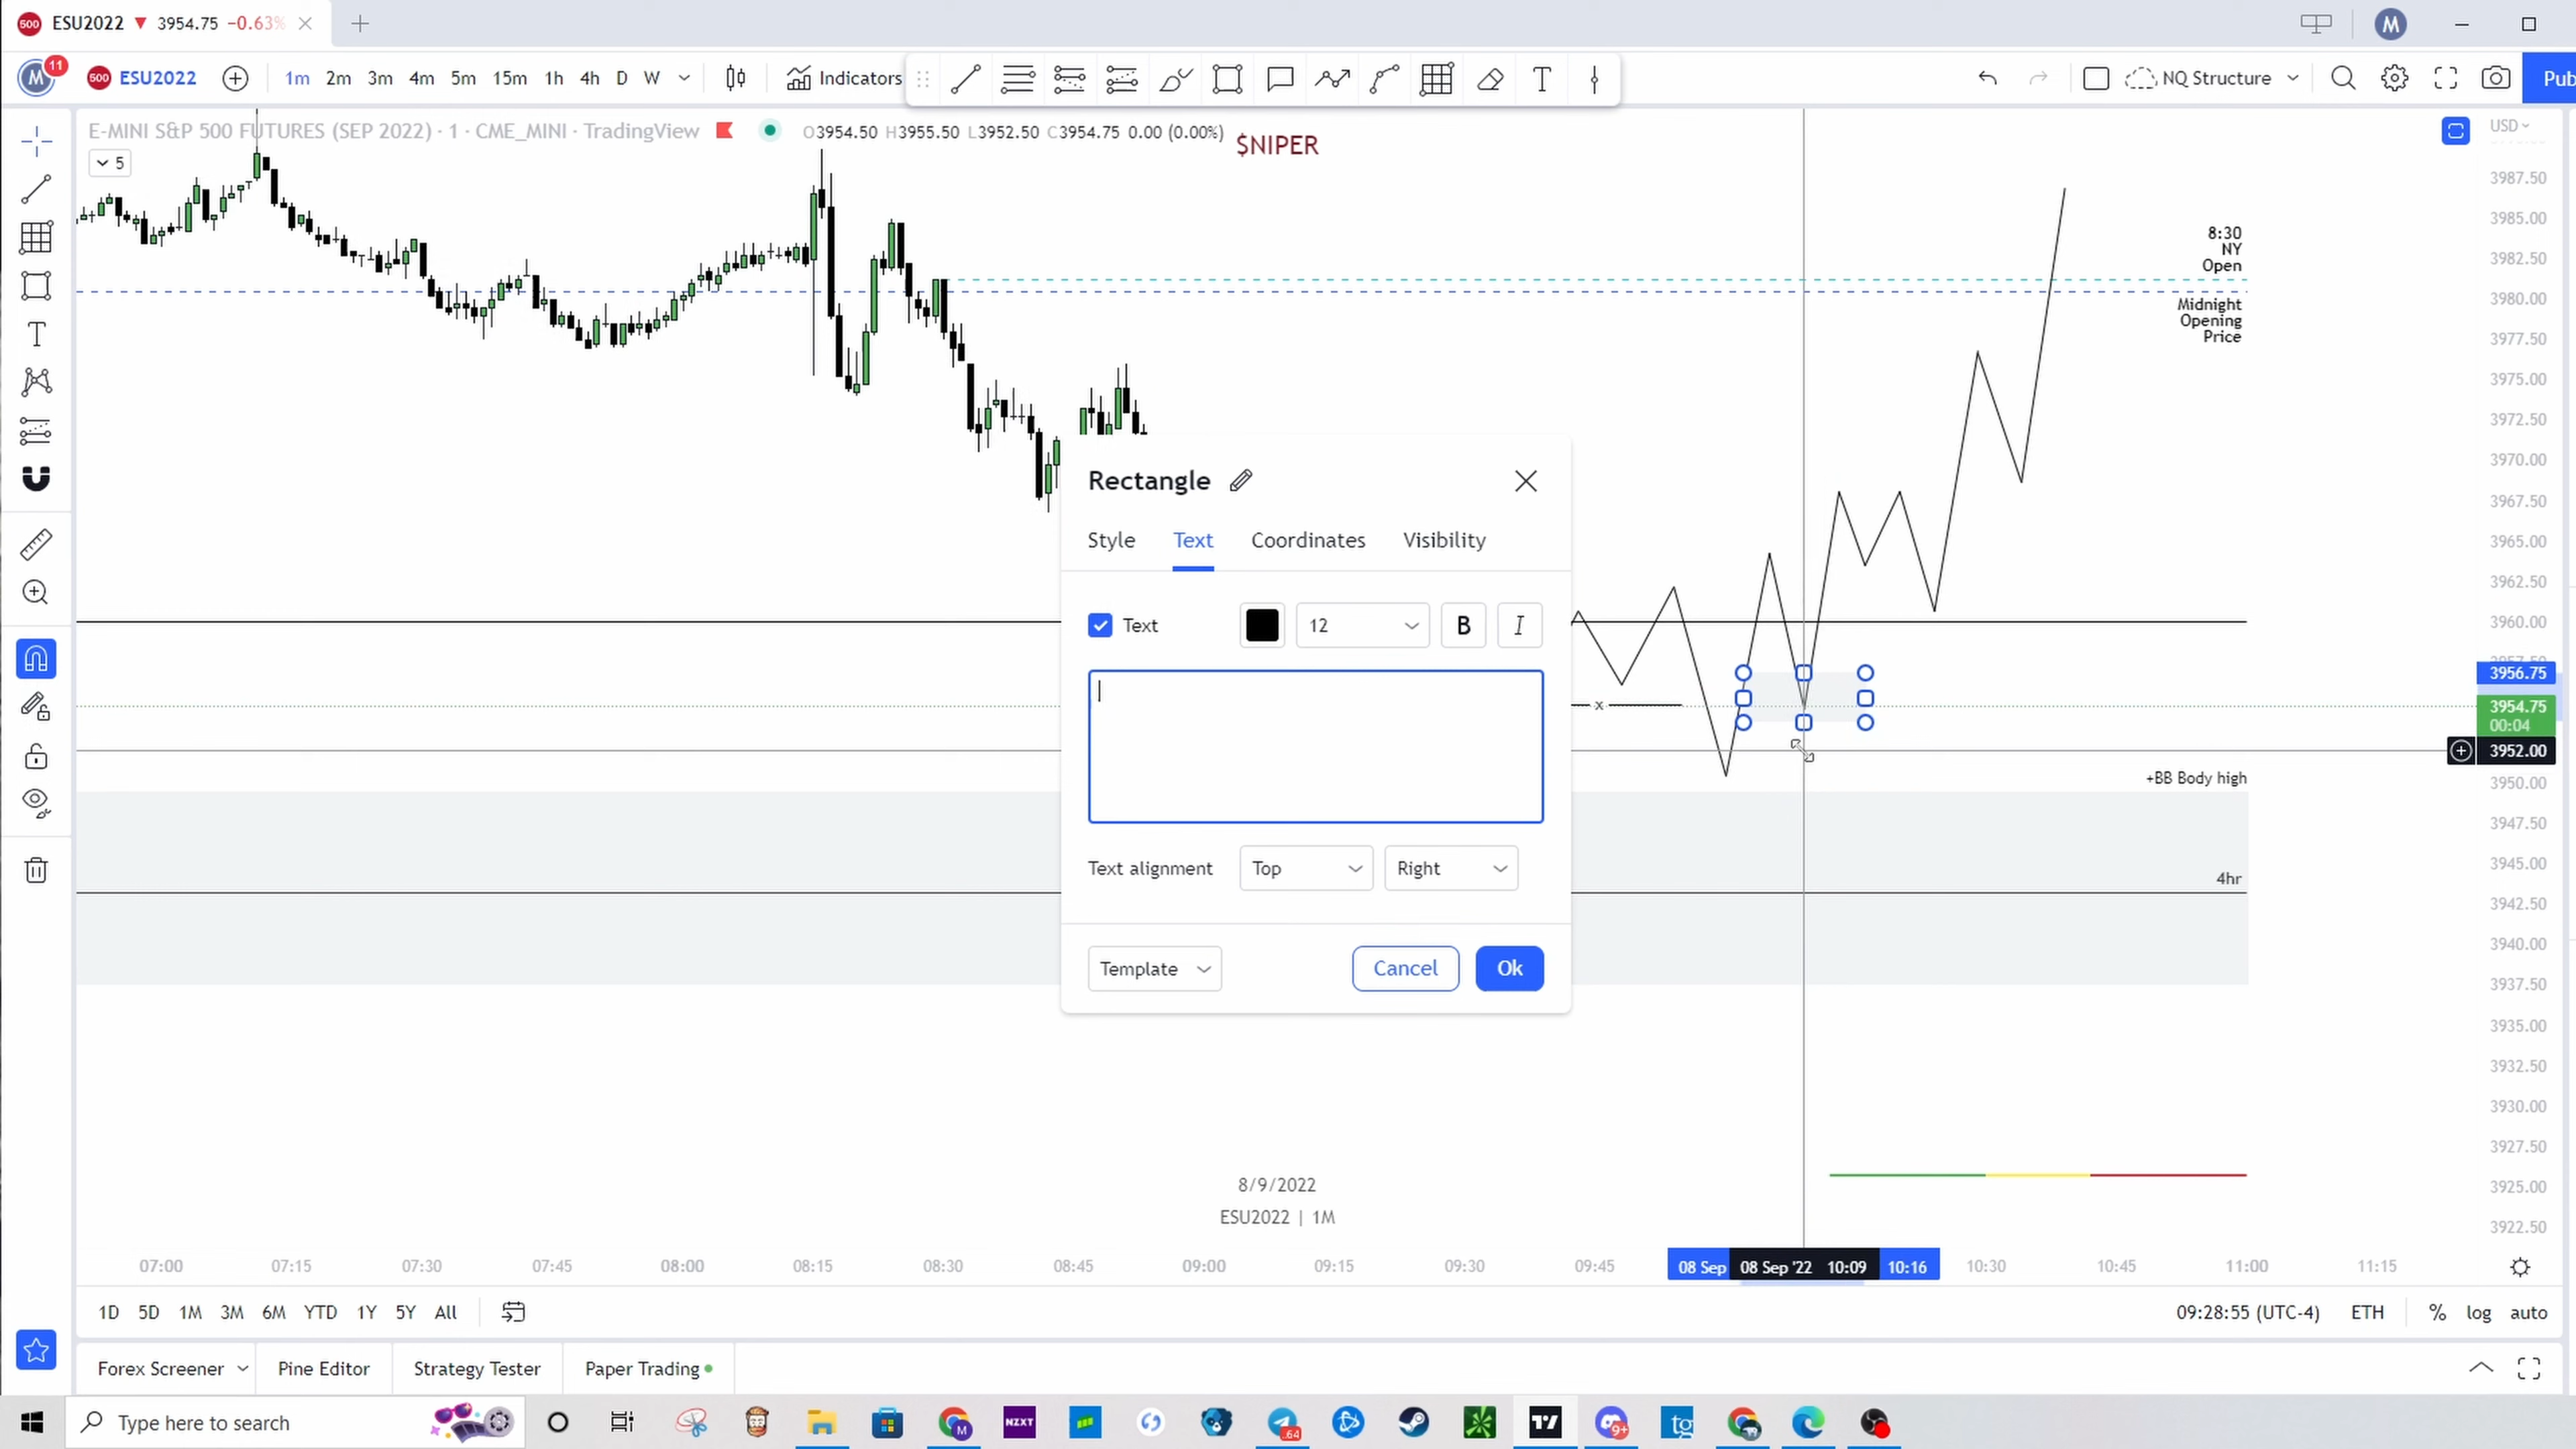 500 ESU2022 ▼ 3954.75 −0.63%
M
M 11 500 ESU2022 1m 2m 3m 4m 5m 15m 1h 4h D W Indicators T NQ Structure Pub
E-MINI S&P 500 FUTURES (SEP 2022) · 1 · CME_MINI · TradingView O3954.50 H3955.50 L3952.50 C3954.75 0.00 (0.00%) $NIPER USD
5
3987.50
3985.00
8:30
NY
Open
3982.50
3980.00
Midnight
Opening
Price
3977.50
3975.00
3972.50
3970.00
3967.50
3965.00
3962.50
3960.00
3956.75
3954.75
00:04
3952.00
3950.00
3947.50
3945.00
3942.50
3940.00
3937.50
3935.00
3932.50
3930.00
3927.50
3925.00
3922.50
x
+BB Body high
4hr
Rectangle
Style Text Coordinates Visibility
Text 12 B I
Text alignment Top Right
Template Cancel Ok
8/9/2022
ESU2022 | 1M
07:00 07:15 07:30 07:45 08:00 08:15 08:30 08:45 09:00 09:15 09:30 09:45 08 Sep 08 Sep '22 10:09 10:16 10:30 10:45 11:00 11:15
1D 5D 1M 3M 6M YTD 1Y 5Y All 09:28:55 (UTC-4) ETH % log auto
Forex Screener Pine Editor Strategy Tester Paper Trading
Type here to search NZXT M .64 9+ tg